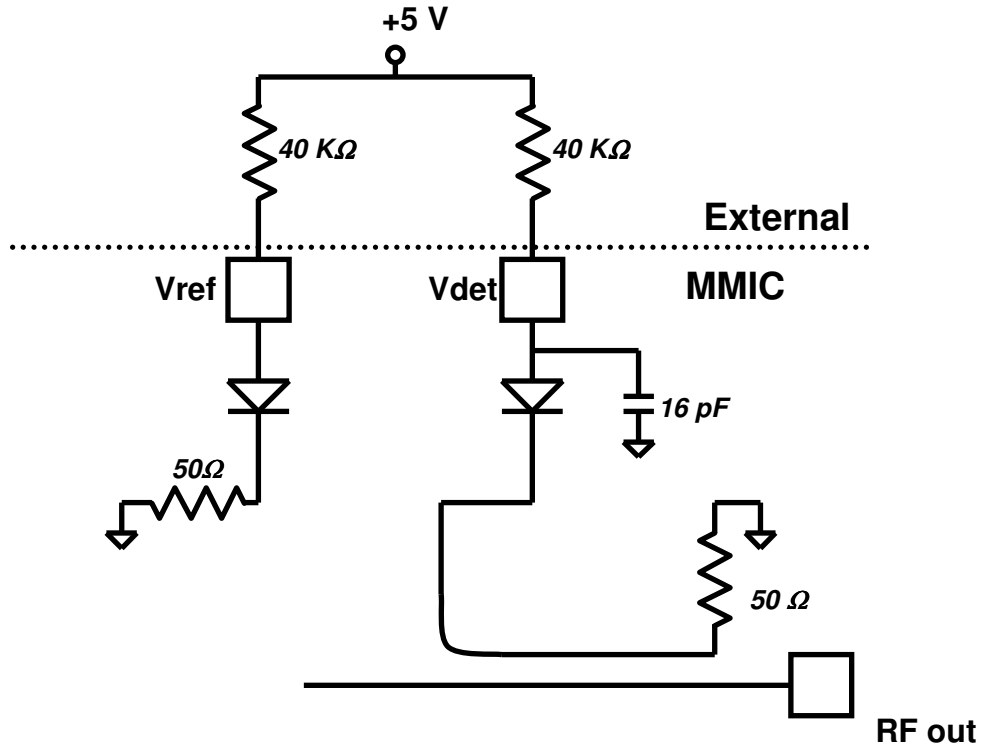 +5 V
40 KΩ
40 KΩ
External
Vref
Vdet
MMIC
16 pF
50Ω
50 Ω
RF out